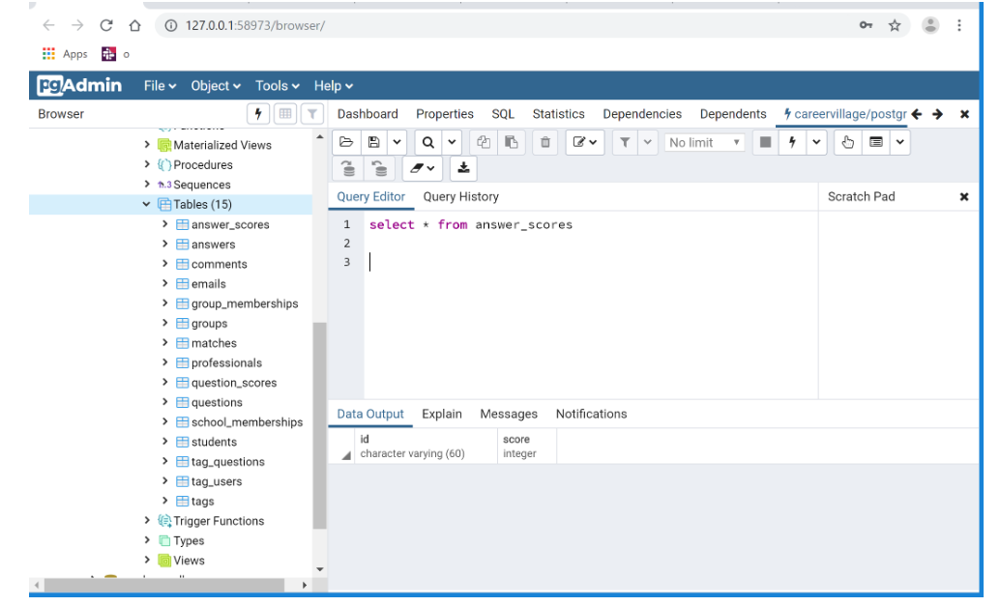 127.0.0.1:58973/browser/
Apps o
pgAdmin File Object Tools Help
Browser
Dashboard Properties SQL Statistics Dependencies Dependents careervillage/postgr
Functions
Materialized Views
Procedures
1..3 Sequences
Tables (15)
answer_scores
answers
comments
emails
group_memberships
groups
matches
professionals
question_scores
questions
school_memberships
students
tag_questions
tag_users
tags
Trigger Functions
Types
Views
No limit
Query Editor Query History
Scratch Pad
1 select * from answer_scores
2
3
Data Output Explain Messages Notifications
id score
character varying (60) integer